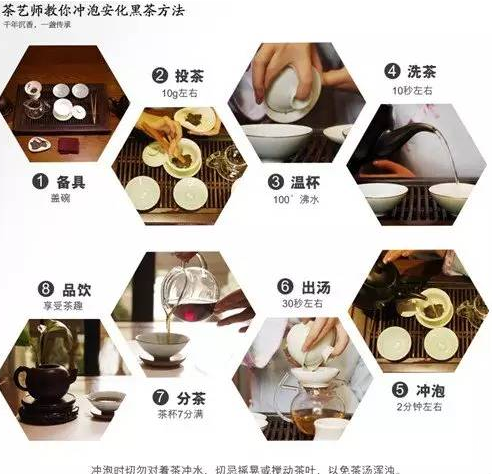 茶艺师教你冲泡安化黑茶方法
千年沉香，一盏传承
1 备具
盖碗
2 投茶
10g左右
3 温杯
100°沸水
4 洗茶
10秒左右
5 冲泡
2分钟左右
6 出汤
30秒左右
7 分茶
茶杯7分满
8 品饮
享受茶趣
冲泡时切勿对着茶冲水，切忌摇晃或搅动茶叶，以免茶汤浑浊。